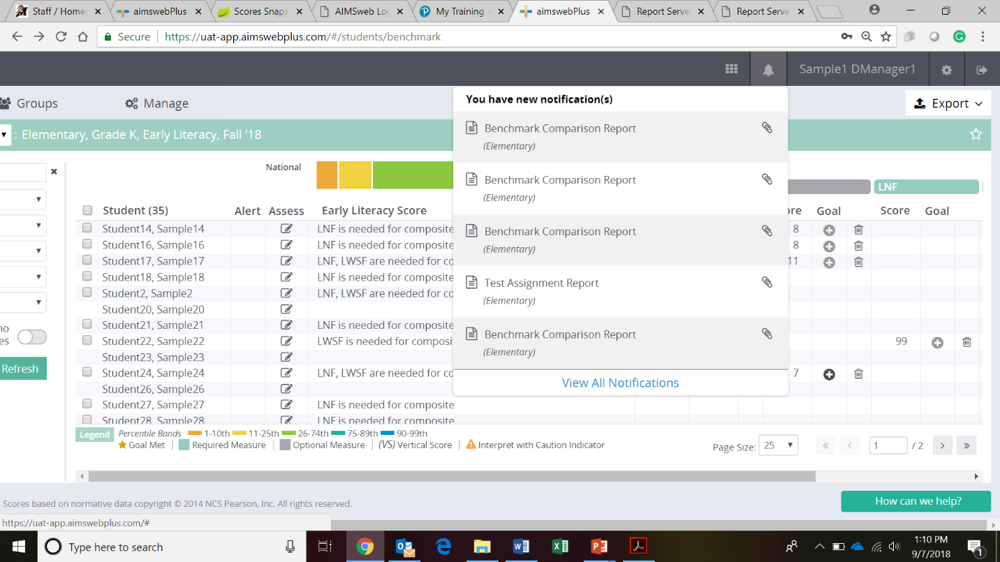 Staff / Home
aimswebPlus
Scores Snaps
AIMSweb Log
My Training -
aimswebPlus
Report Serve
Report Serve
Secure
https://uat-app.aimswebplus.com/#/students/benchmark
Sample1 DManager1
Groups
Manage
Export
: Elementary, Grade K, Early Literacy, Fall '18
You have new notification(s)
Benchmark Comparison Report
(Elementary)
Benchmark Comparison Report
(Elementary)
Benchmark Comparison Report
(Elementary)
Test Assignment Report
(Elementary)
Benchmark Comparison Report
(Elementary)
View All Notifications
National
LNF
Student (35) Alert Assess Early Literacy Score ore Goal Score Goal
Student14, Sample14 LNF is needed for composite 8
Student16, Sample16 LNF is needed for composite 8
Student17, Sample17 LNF, LWSF are needed for co 11
Student18, Sample18 LNF is needed for composite
Student2, Sample2 LNF, LWSF are needed for co
Student20, Sample20
Student21, Sample21 LNF is needed for composite
Student22, Sample22 LWSF is needed for composi 99
Student23, Sample23
Student24, Sample24 LNF, LWSF are needed for co 7
Student26, Sample26
Student27, Sample27 LNF is needed for composite
Student28, Sample28 LNF is needed for composite
no
es
Refresh
Legend Percentile Bands 1-10th 11-25th 26-74th 75-89th 90-99th
Goal Met | Required Measure | Optional Measure | (VS) Vertical Score | Interpret with Caution Indicator
Page Size: 25 « ‹ 1 / 2 › »
Scores based on normative data copyright © 2014 NCS Pearson, Inc. All rights reserved.
How can we help?
https://uat-app.aimswebplus.com/#
Type here to search
1:10 PM
9/7/2018
1